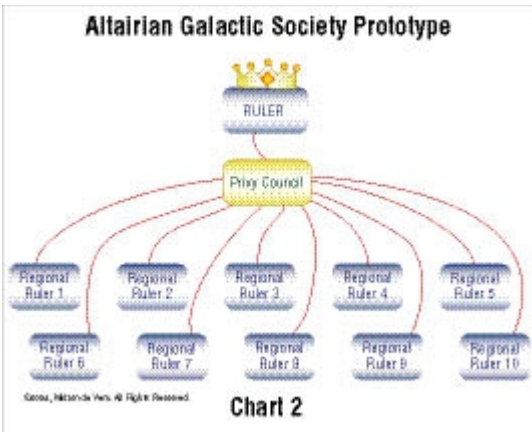 Altairian Galactic Society Prototype
RULER
Privy Council
Regional
Ruler 1
Regional
Ruler 2
Regional
Ruler 3
Regional
Ruler 4
Regional
Ruler 5
Regional
Ruler 6
Regional
Ruler 7
Regional
Ruler 8
Regional
Ruler 9
Regional
Ruler 10
All Rights Reserved.
Chart 2